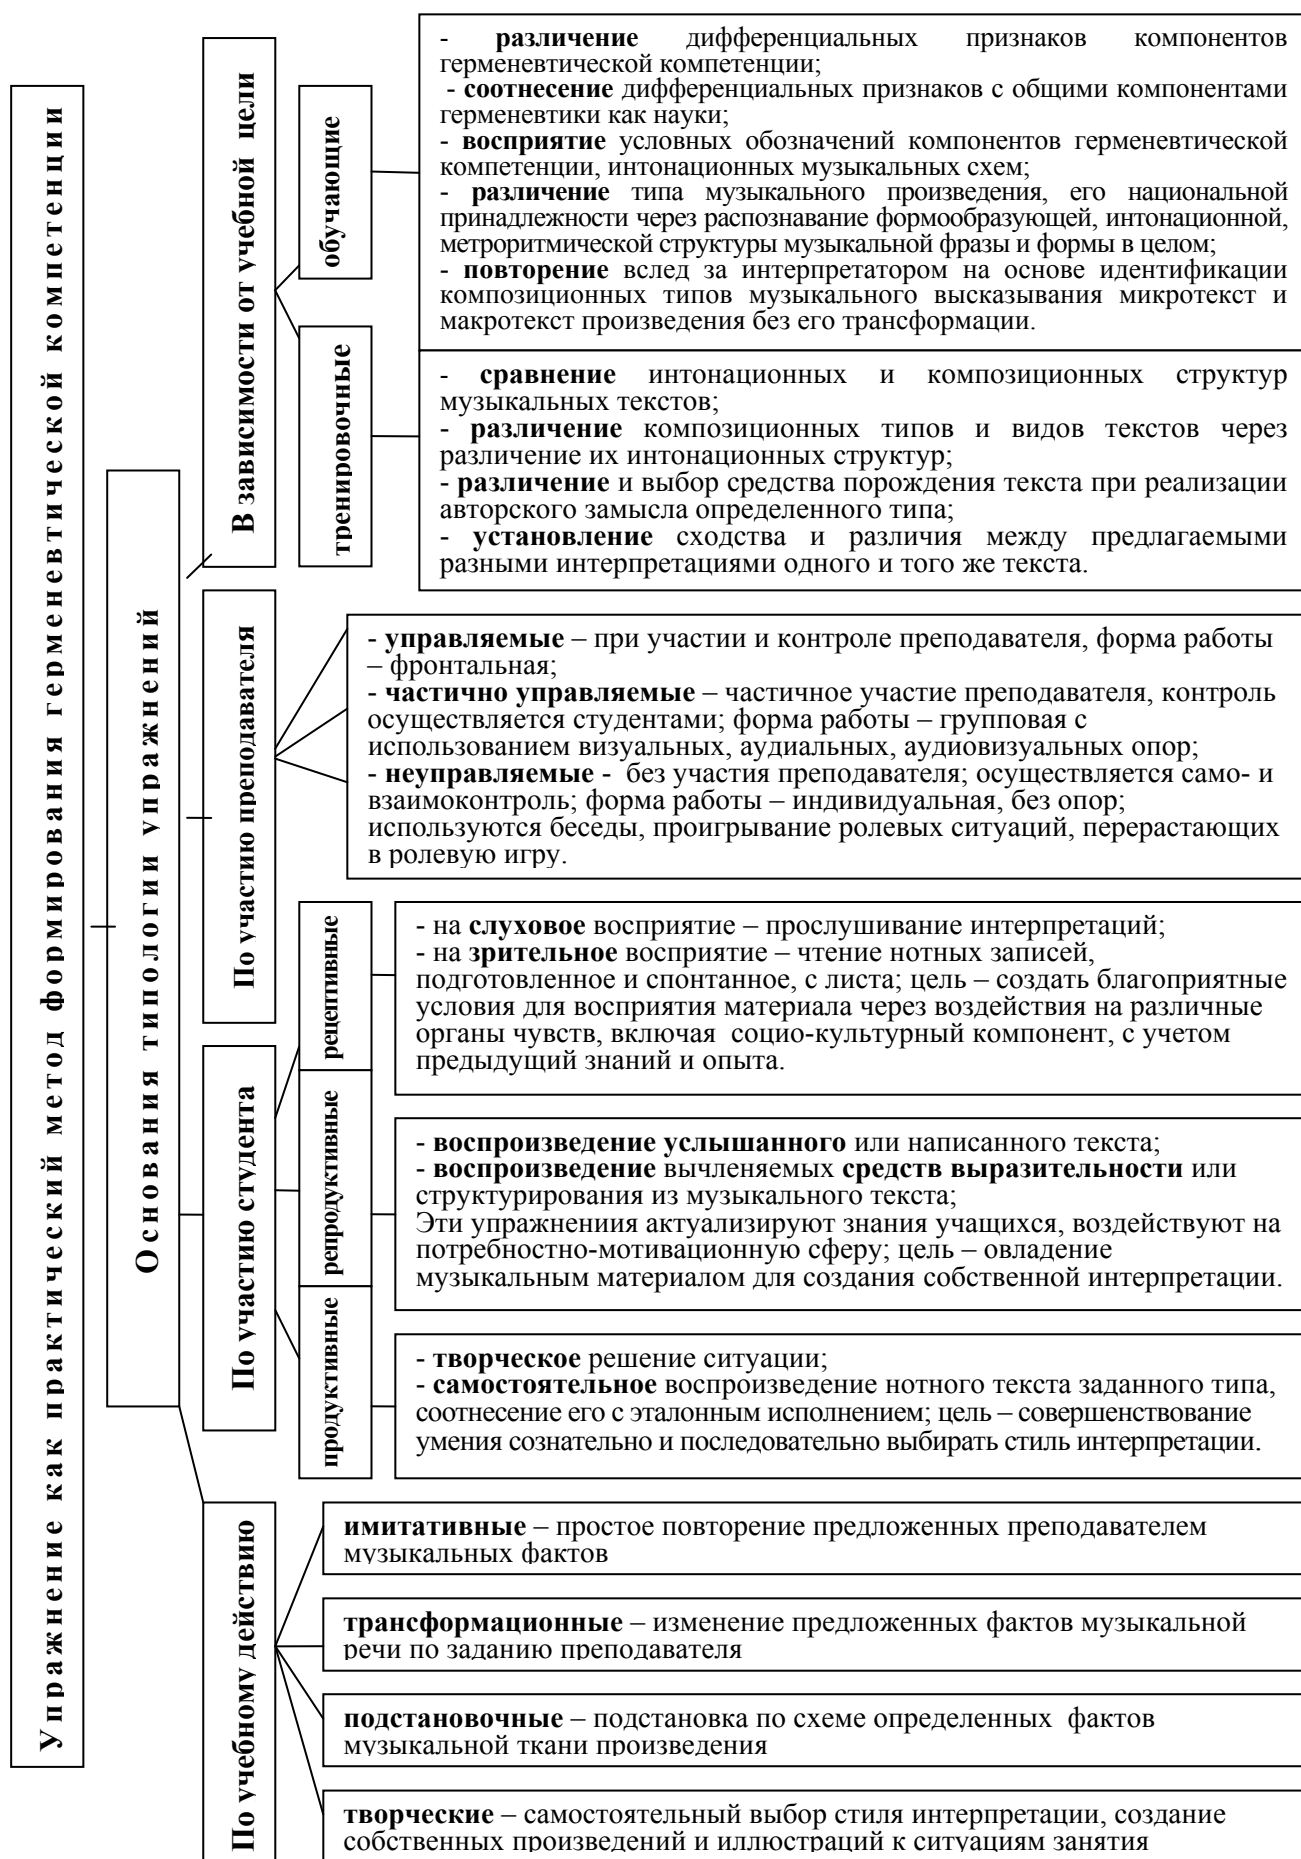 Упражнение как практический метод формирования герменевтической компетенции
Основания типологии упражнений
В зависимости от учебной цели
обучающие
- различение дифференциальных признаков компонентов
герменевтической компетенции;
- соотнесение дифференциальных признаков с общими компонентами
герменевтики как науки;
- восприятие условных обозначений компонентов герменевтической
компетенции, интонационных музыкальных схем;
- различение типа музыкального произведения, его национальной
принадлежности через распознавание формообразующей, интонационной,
метроритмической структуры музыкальной фразы и формы в целом;
- повторение вслед за интерпретатором на основе идентификации
композиционных типов музыкального высказывания микротекст и
макротекст произведения без его трансформации.
тренировочные
- сравнение интонационных и композиционных структур
музыкальных текстов;
- различение композиционных типов и видов текстов через
различение их интонационных структур;
- различение и выбор средства порождения текста при реализации
авторского замысла определенного типа;
- установление сходства и различия между предлагаемыми
разными интерпретациями одного и того же текста.
По участию преподавателя
- управляемые – при участии и контроле преподавателя, форма работы
– фронтальная;
- частично управляемые – частичное участие преподавателя, контроль
осуществляется студентами; форма работы – групповая с
использованием визуальных, аудиальных, аудиовизуальных опор;
- неуправляемые - без участия преподавателя; осуществляется само- и
взаимоконтроль; форма работы – индивидуальная, без опор;
используются беседы, проигрывание ролевых ситуаций, перерастающих
в ролевую игру.
По участию студента
рецептивные
- на слуховое восприятие – прослушивание интерпретаций;
- на зрительное восприятие – чтение нотных записей,
подготовленное и спонтанное, с листа; цель – создать благоприятные
условия для восприятия материала через воздействия на различные
органы чувств, включая социо-культурный компонент, с учетом
предыдущий знаний и опыта.
репродуктивные
- воспроизведение услышанного или написанного текста;
- воспроизведение вычленяемых средств выразительности или
структурирования из музыкального текста;
Эти упражнениия актуализируют знания учащихся, воздействуют на
потребностно-мотивационную сферу; цель – овладение
музыкальным материалом для создания собственной интерпретации.
продуктивные
- творческое решение ситуации;
- самостоятельное воспроизведение нотного текста заданного типа,
соотнесение его с эталонным исполнением; цель – совершенствование
умения сознательно и последовательно выбирать стиль интерпретации.
По учебному действию
имитативные – простое повторение предложенных преподавателем
музыкальных фактов
трансформационные – изменение предложенных фактов музыкальной
речи по заданию преподавателя
подстановочные – подстановка по схеме определенных фактов
музыкальной ткани произведения
творческие – самостоятельный выбор стиля интерпретации, создание
собственных произведений и иллюстраций к ситуациям занятия